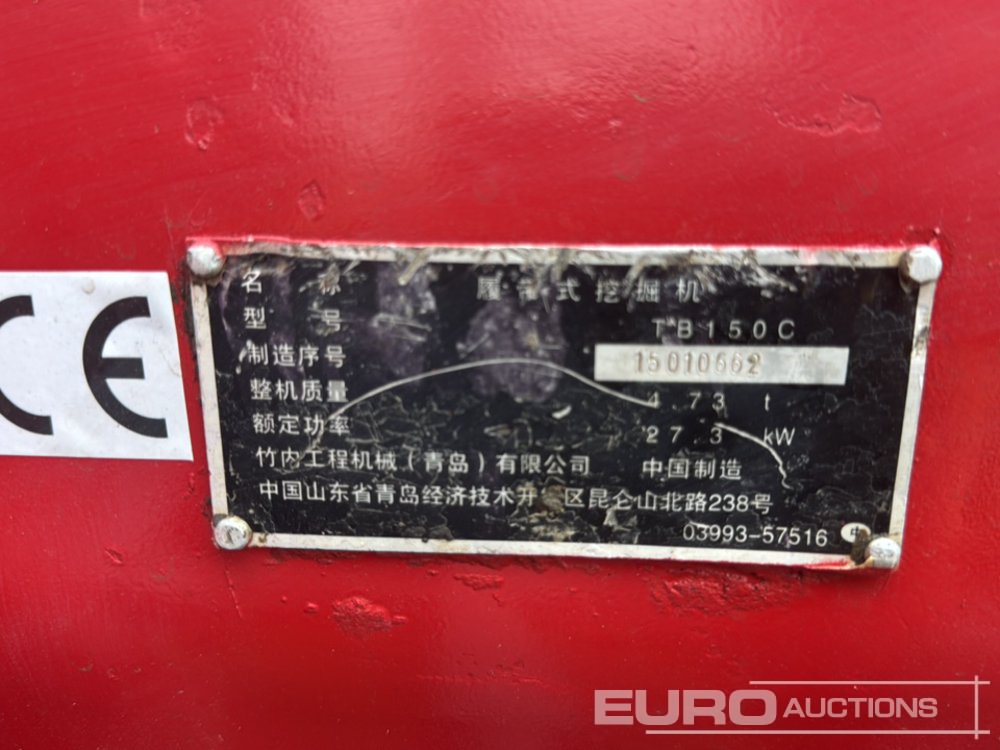 CE
名 称 履带式挖掘机
型 号 TB150C
制造序号 15010662
整机质量 4.73 t
额定功率 27.3 kW
竹内工程机械(青岛)有限公司 中国制造
中国山东省青岛经济技术开发区昆仑山北路238号
03993-57516 中
EURO AUCTIONS